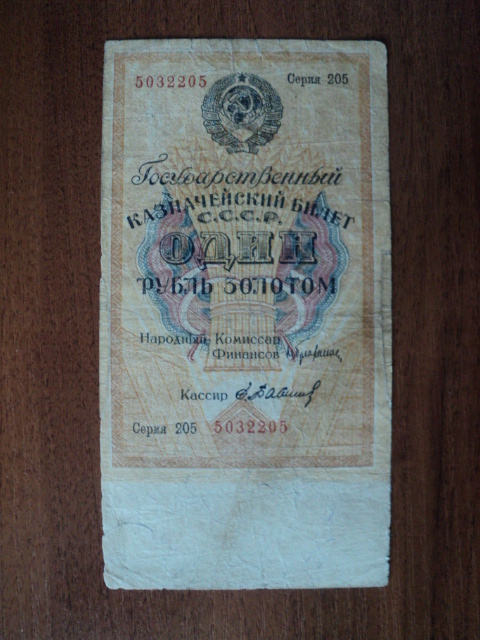 5032205 Серия 205
Государственный
КАЗНАЧЕЙСКИЙ БИЛЕТ
С.С.С.Р.
ОДИН
РУБЛЬ ЗОЛОТОМ
Народный Комиссар
Финансов
Кассир
Серия 205 5032205